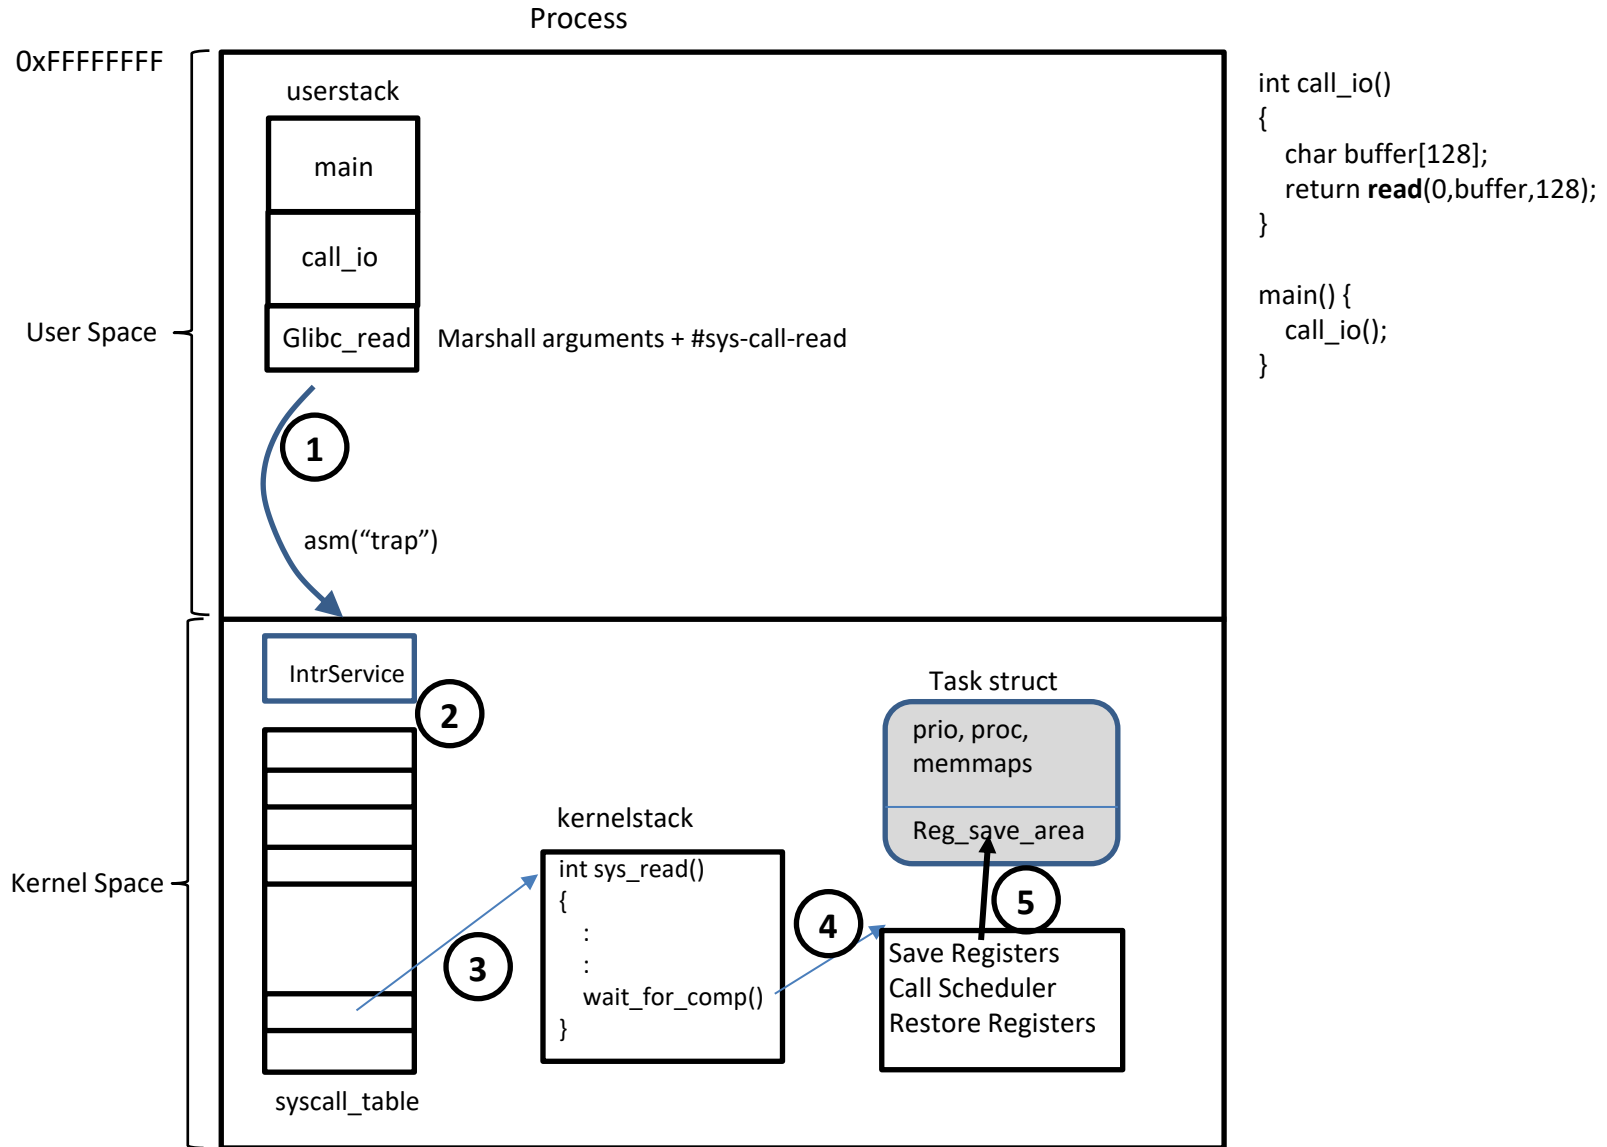 Process
0xFFFFFFFF
userstack
main
call_io
Glibc_read
Marshall arguments + #sys-call-read
User Space
1
asm(“trap”)
int call_io()
{
char buffer[128];
return read(0,buffer,128);
}
main() {
call_io();
}
IntrService
2
Kernel Space
syscall_table
3
kernelstack
int sys_read()
{
:
:
wait_for_comp()
}
4
Task struct
prio, proc,
memmaps
Reg_save_area
5
Save Registers
Call Scheduler
Restore Registers